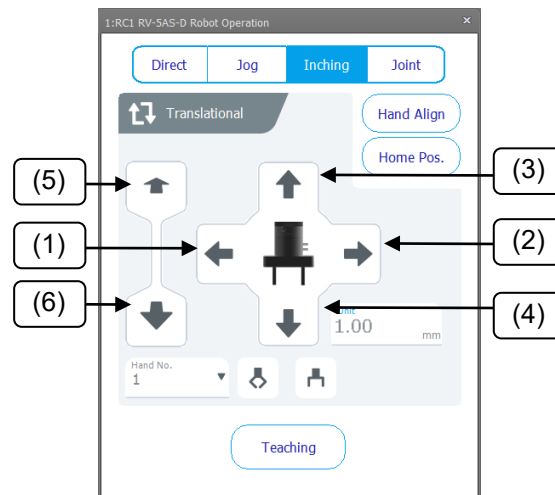 1:RC1 RV-5AS-D Robot Operation ×
Direct Jog Inching Joint
Translational
Hand Align
Home Pos.
(5)
(3)
(1)
(2)
(6)
(4)
Unit
1.00 mm
Hand No.
1
Teaching